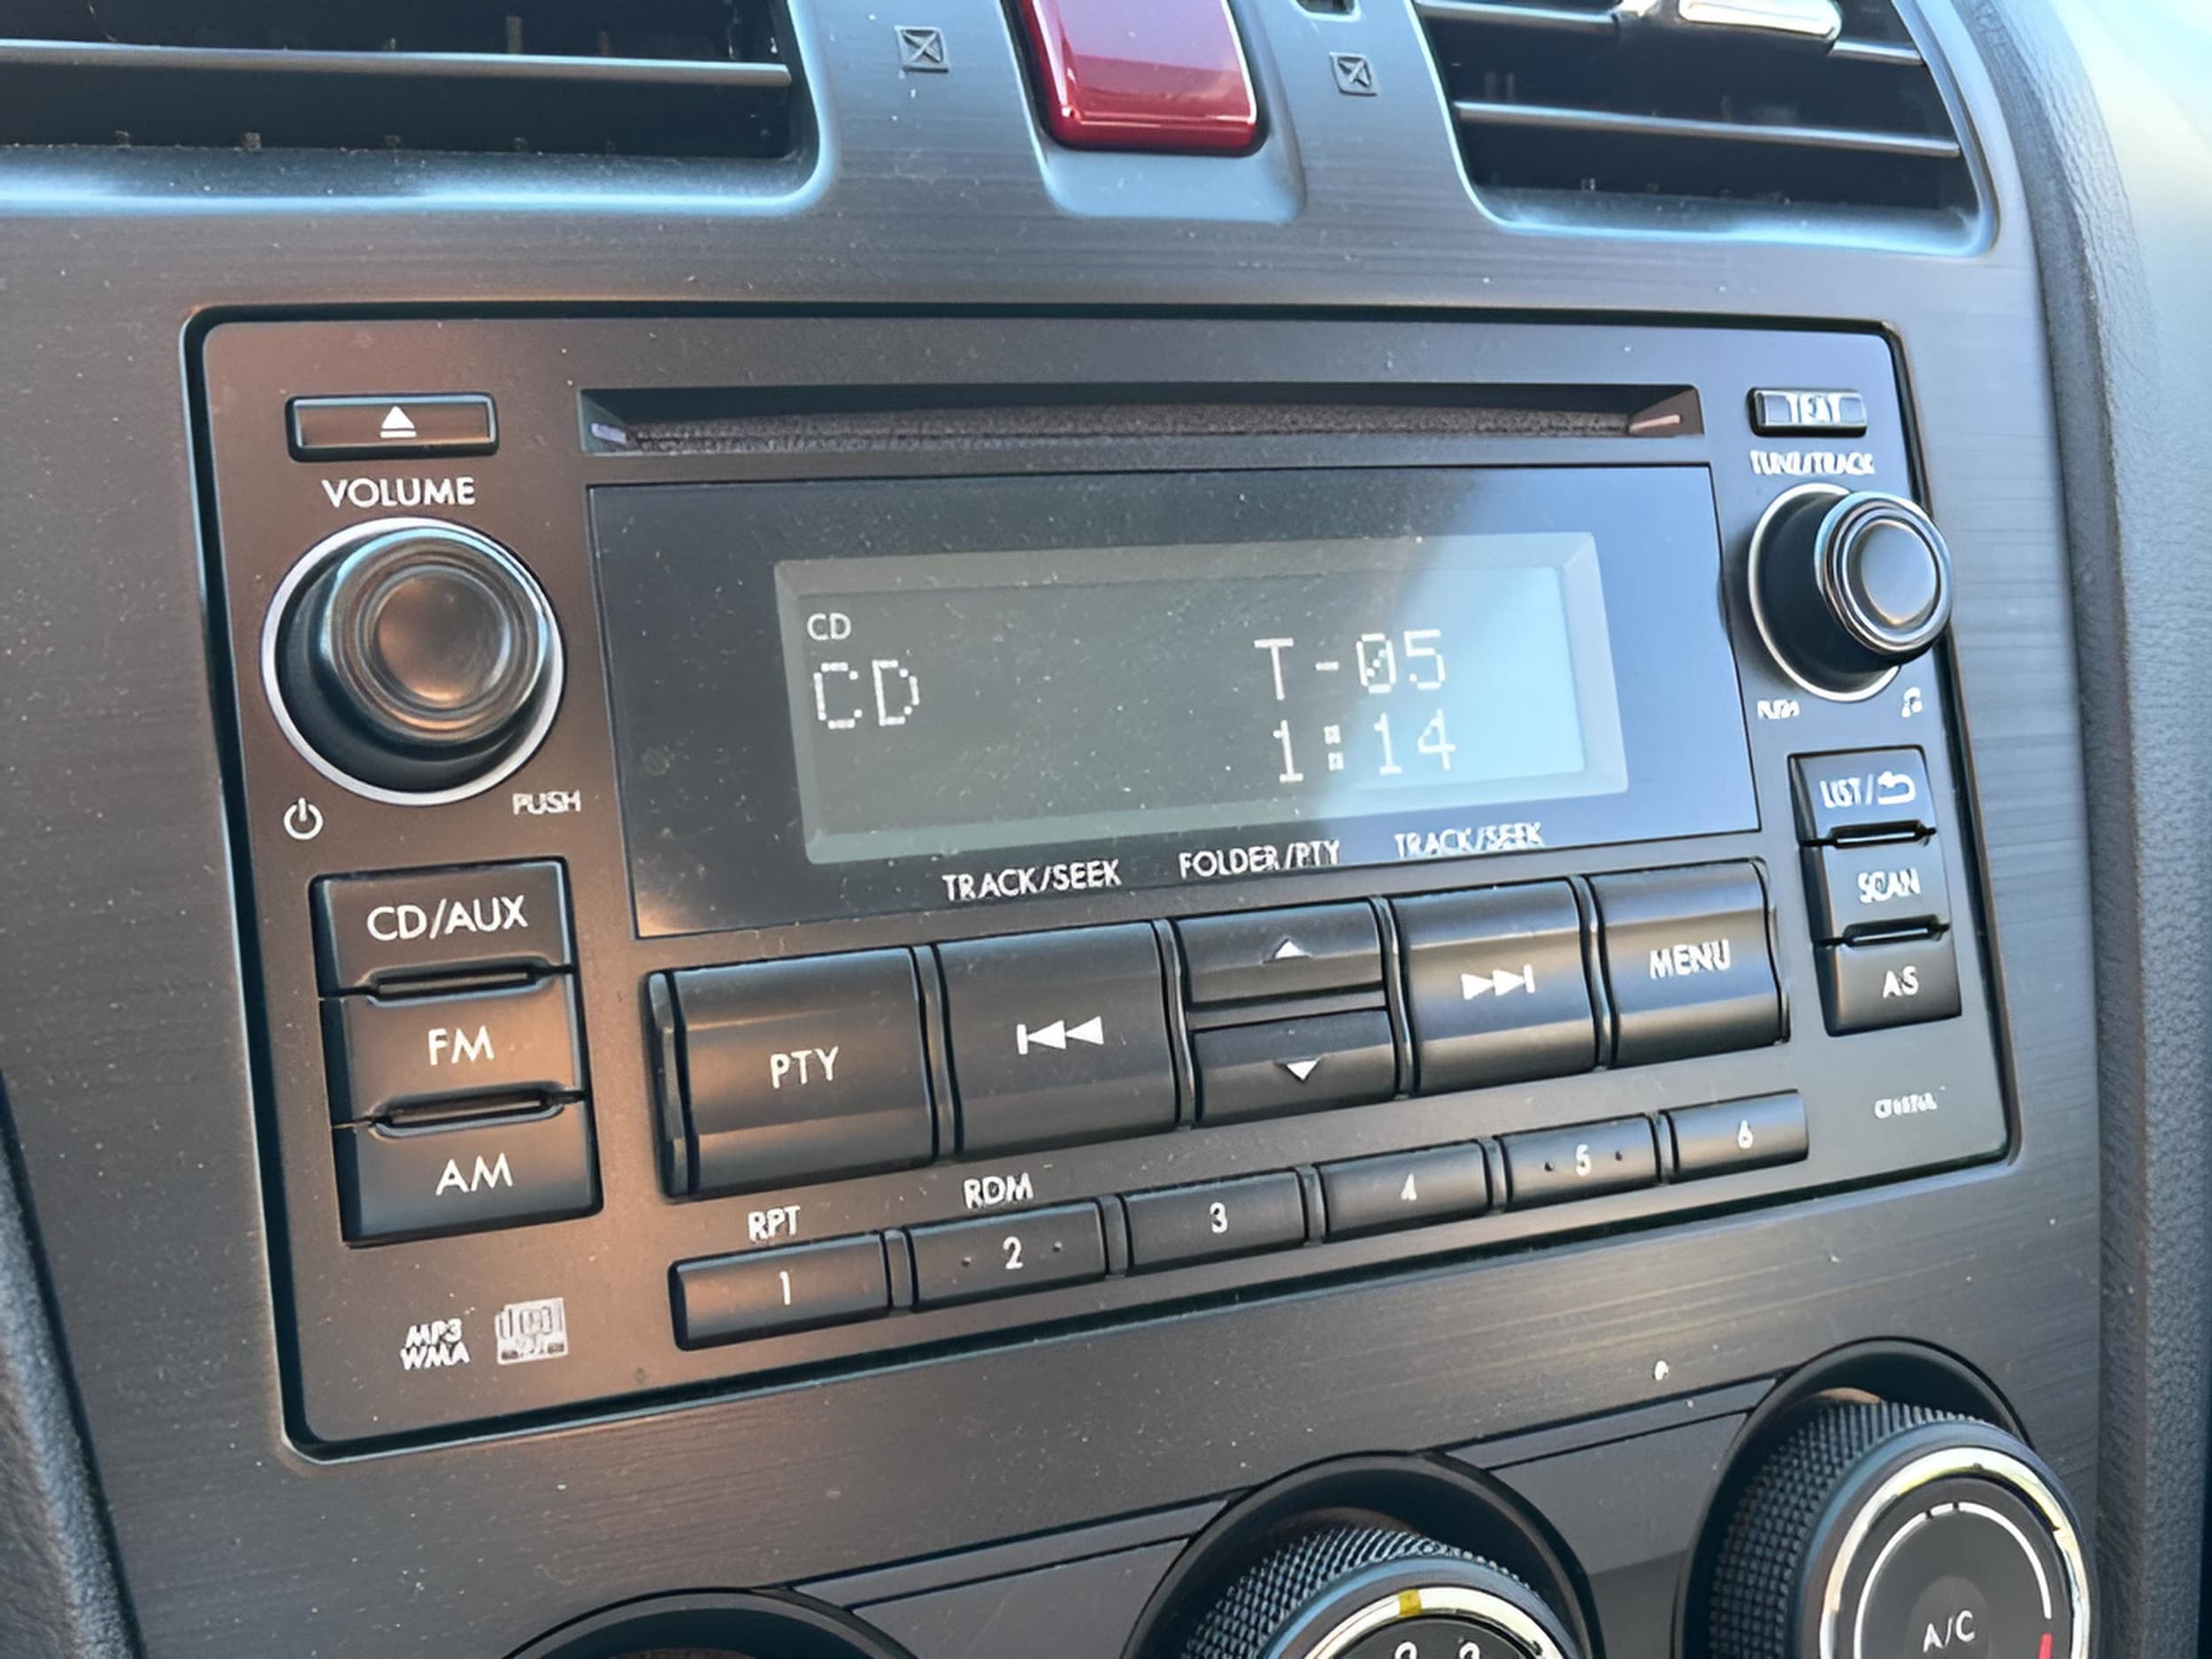 VOLUME
PUSH
CD
CD
T-05
1:14
TRACK/SEEK
FOLDER/PTY
TRACK/SEEK
TEXT
TUNE/TRACK
LIST/
SCAN
AS
CD/AUX
FM
AM
PTY
MENU
RPT
RDM
1
2
3
4
5
6
MP3
WMA
A/C